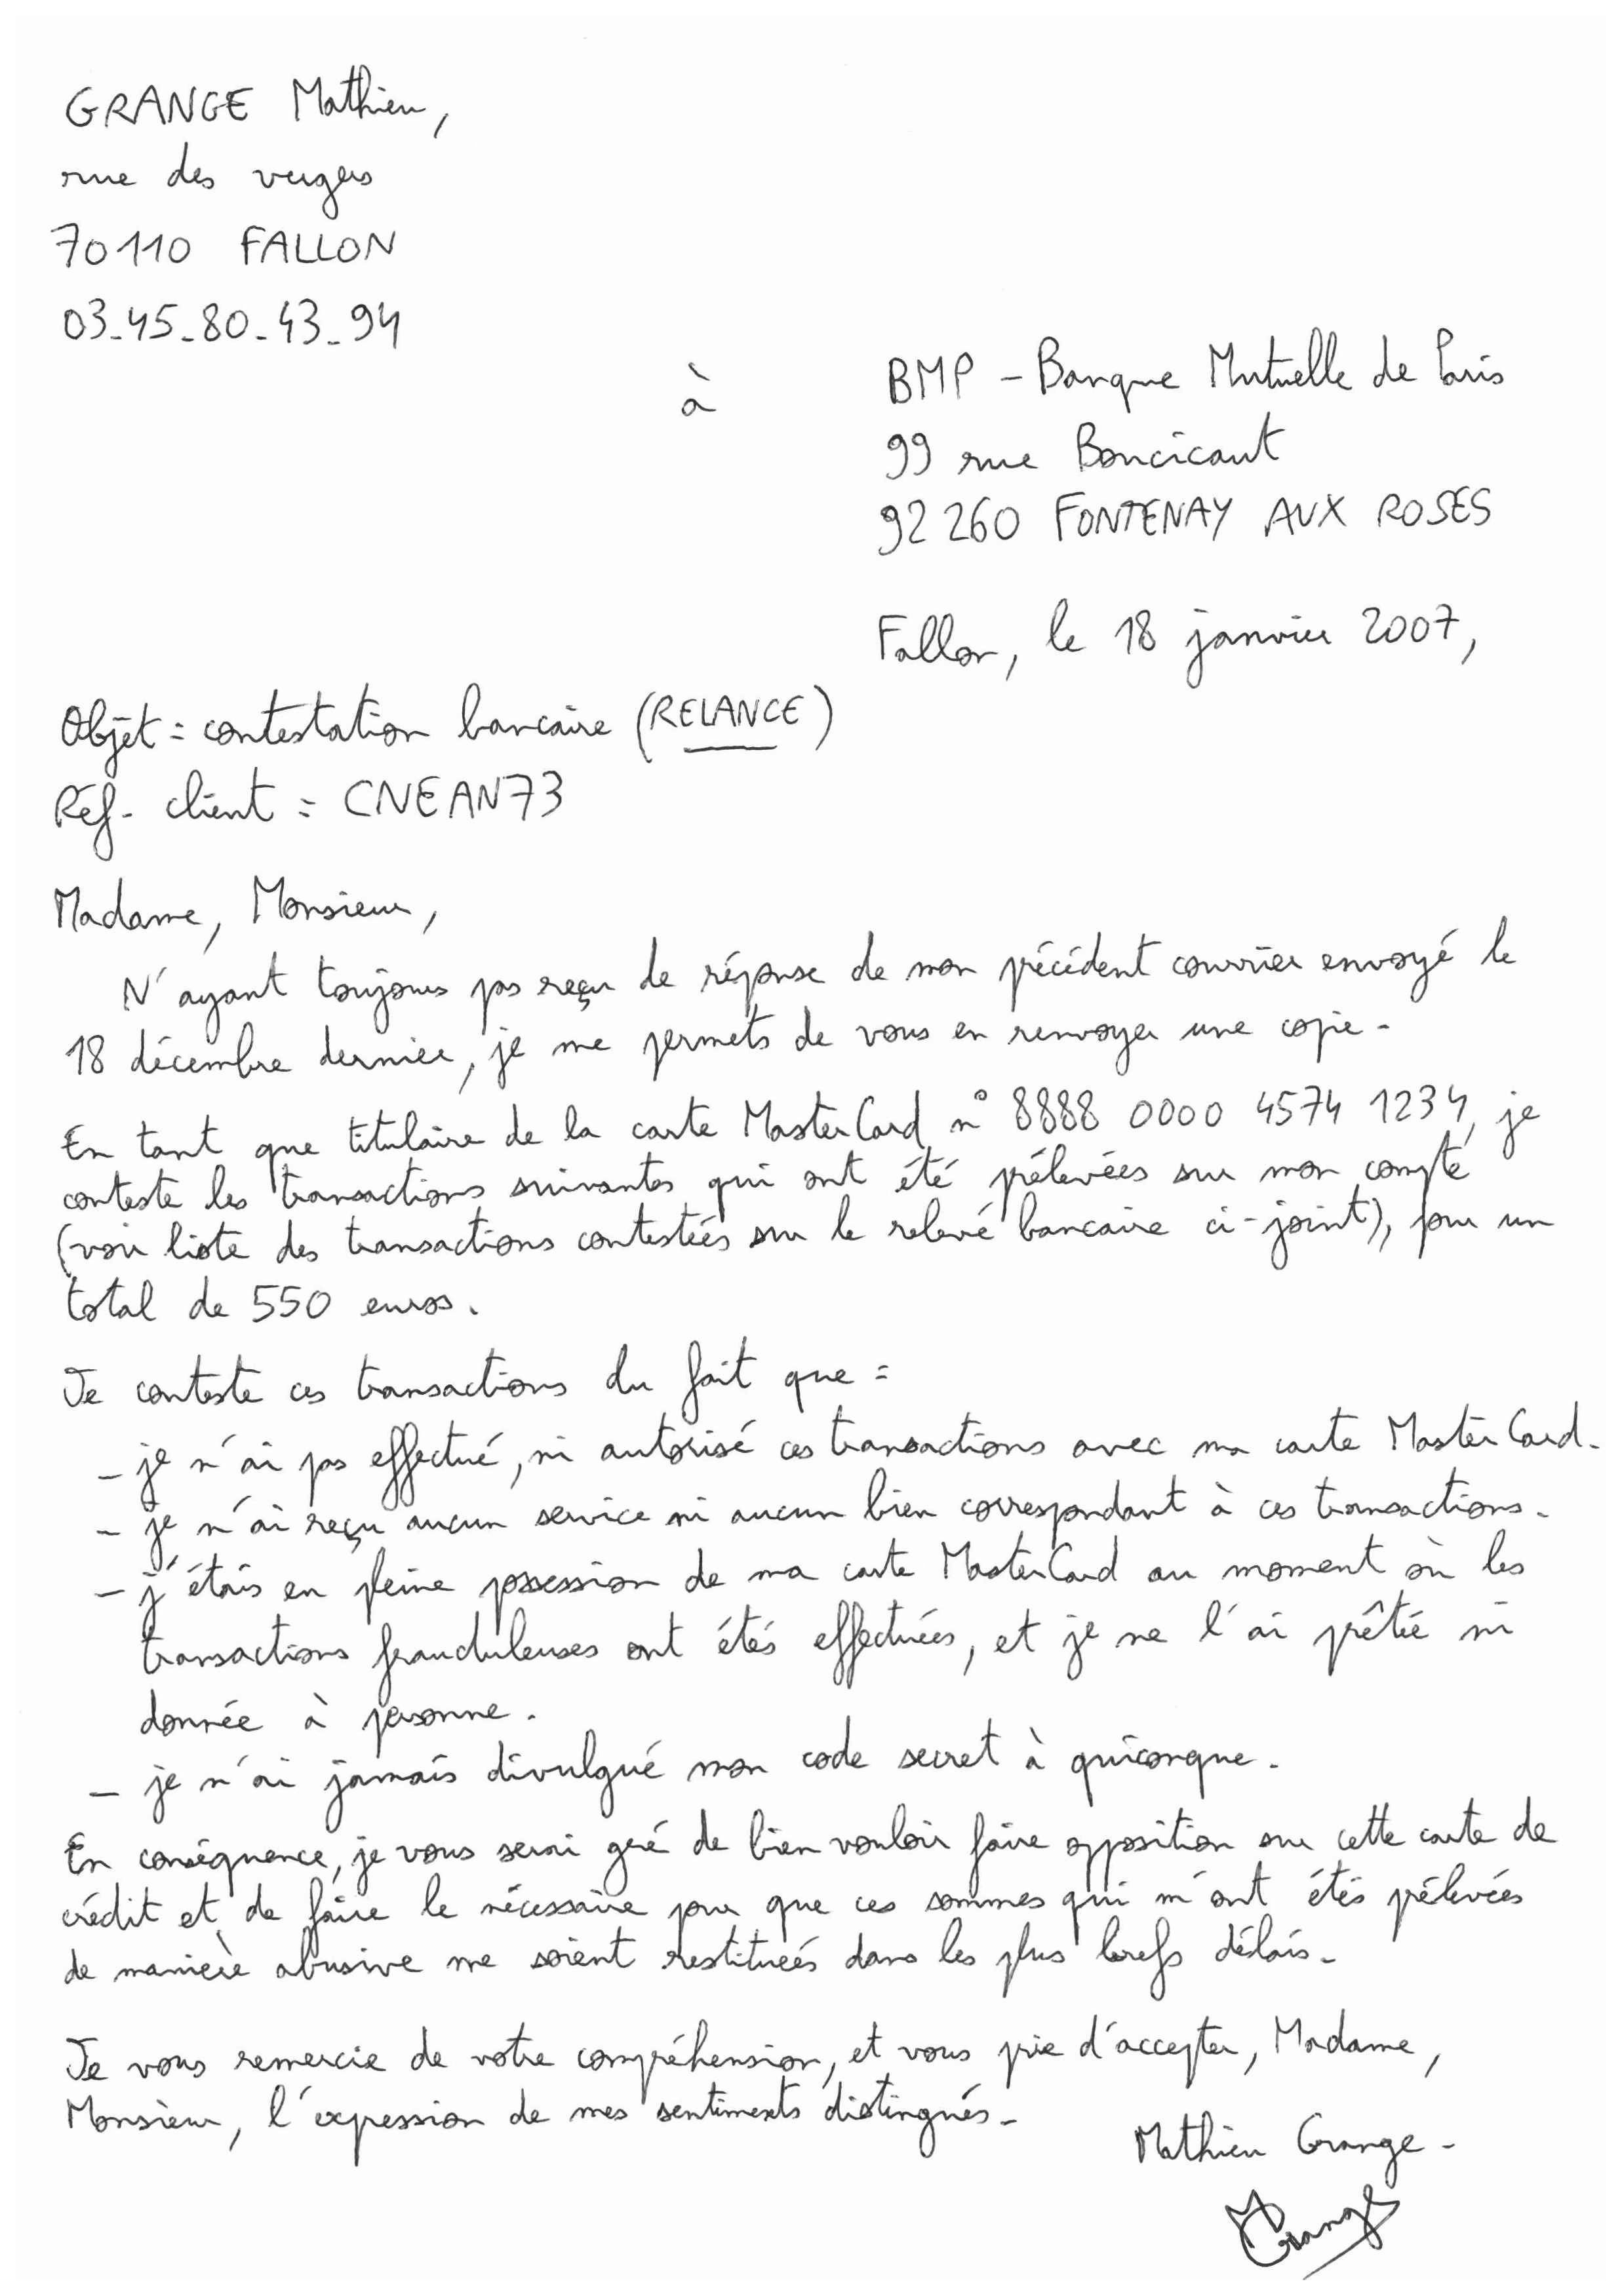 GRANGE Mathieu,
rue des vergers
70110 FALLON
03-45-80-43-94
à
BMP - Banque Mutuelle de Paris
99 rue Boucicaut
92260 FONTENAY AUX ROSES
Fallon, le 18 janvier 2007,
Objet : contestation bancaire (RELANCE)
Réf. client : CNEAN73
Madame, Monsieur,
N'ayant toujours pas reçu de réponse de mon précédent courrier envoyé le
18 décembre dernier, je me permets de vous en renvoyer une copie.
En tant que titulaire de la carte MasterCard n° 8888 0000 4574 1234, je
conteste les transactions suivantes qui ont été prélevées sur mon compte
(voir liste des transactions contestées sur le relevé bancaire ci-joint), pour un
total de 550 euros.
Je conteste ces transactions du fait que :
- je n'ai pas effectué, ni autorisé ces transactions avec ma carte MasterCard.
- je n'ai reçu aucun service ni aucun bien correspondant à ces transactions.
- j'étais en pleine possession de ma carte MasterCard au moment où les
transactions frauduleuses ont étés effectuées, et je ne l'ai prêtée ni
donnée à personne.
- je n'ai jamais divulgué mon code secret à quiconque.
En conséquence, je vous serai gré de bien vouloir faire opposition sur cette carte de
crédit et de faire le nécessaire pour que ces sommes qui m'ont étés prélevées
de manière abusive me soient restituées dans les plus brefs délais.
Je vous remercie de votre compréhension, et vous prie d'accepter, Madame,
Monsieur, l'expression de mes sentiments distingués.
Mathieu Grange.
MGrange